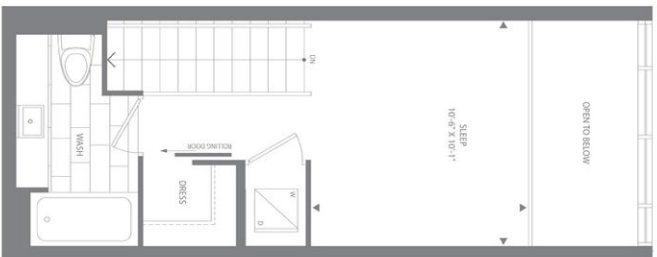 DN
WASH
ROLLING DOOR
DRESS
W
D
SLEEP
10'-6" X 10'-1"
OPEN TO BELOW